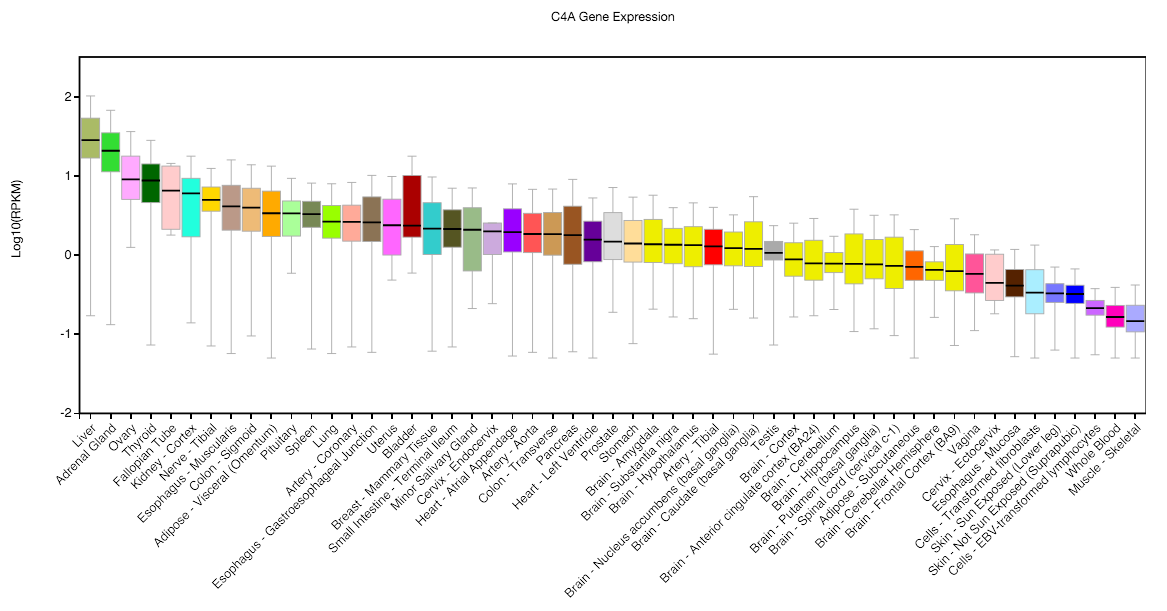 C4A Gene Expression
Log10(RPKM)
2
1
0
-1
-2
Liver
Adrenal Gland
Ovary
Thyroid
Fallopian Tube
Kidney - Cortex
Nerve - Tibial
Esophagus - Muscularis
Colon - Sigmoid
Adipose - Visceral (Omentum)
Pituitary
Spleen
Lung
Artery - Coronary
Esophagus - Gastroesophageal Junction
Uterus
Bladder
Breast - Mammary Tissue
Small Intestine - Terminal Ileum
Minor Salivary Gland
Cervix - Endocervix
Heart - Atrial Appendage
Artery - Aorta
Colon - Transverse
Pancreas
Heart - Left Ventricle
Prostate
Stomach
Brain - Amygdala
Brain - Substantia nigra
Brain - Hypothalamus
Artery - Tibial
Brain - Nucleus accumbens (basal ganglia)
Brain - Caudate (basal ganglia)
Testis
Brain - Cortex
Brain - Anterior cingulate cortex (BA24)
Brain - Cerebellum
Brain - Hippocampus
Brain - Putamen (basal ganglia)
Brain - Spinal cord (cervical c-1)
Adipose - Subcutaneous
Brain - Cerebellar Hemisphere
Brain - Frontal Cortex (BA9)
Vagina
Cervix - Ectocervix
Esophagus - Mucosa
Cells - Transformed fibroblasts
Skin - Sun Exposed (Lower leg)
Skin - Not Sun Exposed (Suprapubic)
Cells - EBV-transformed lymphocytes
Whole Blood
Muscle - Skeletal